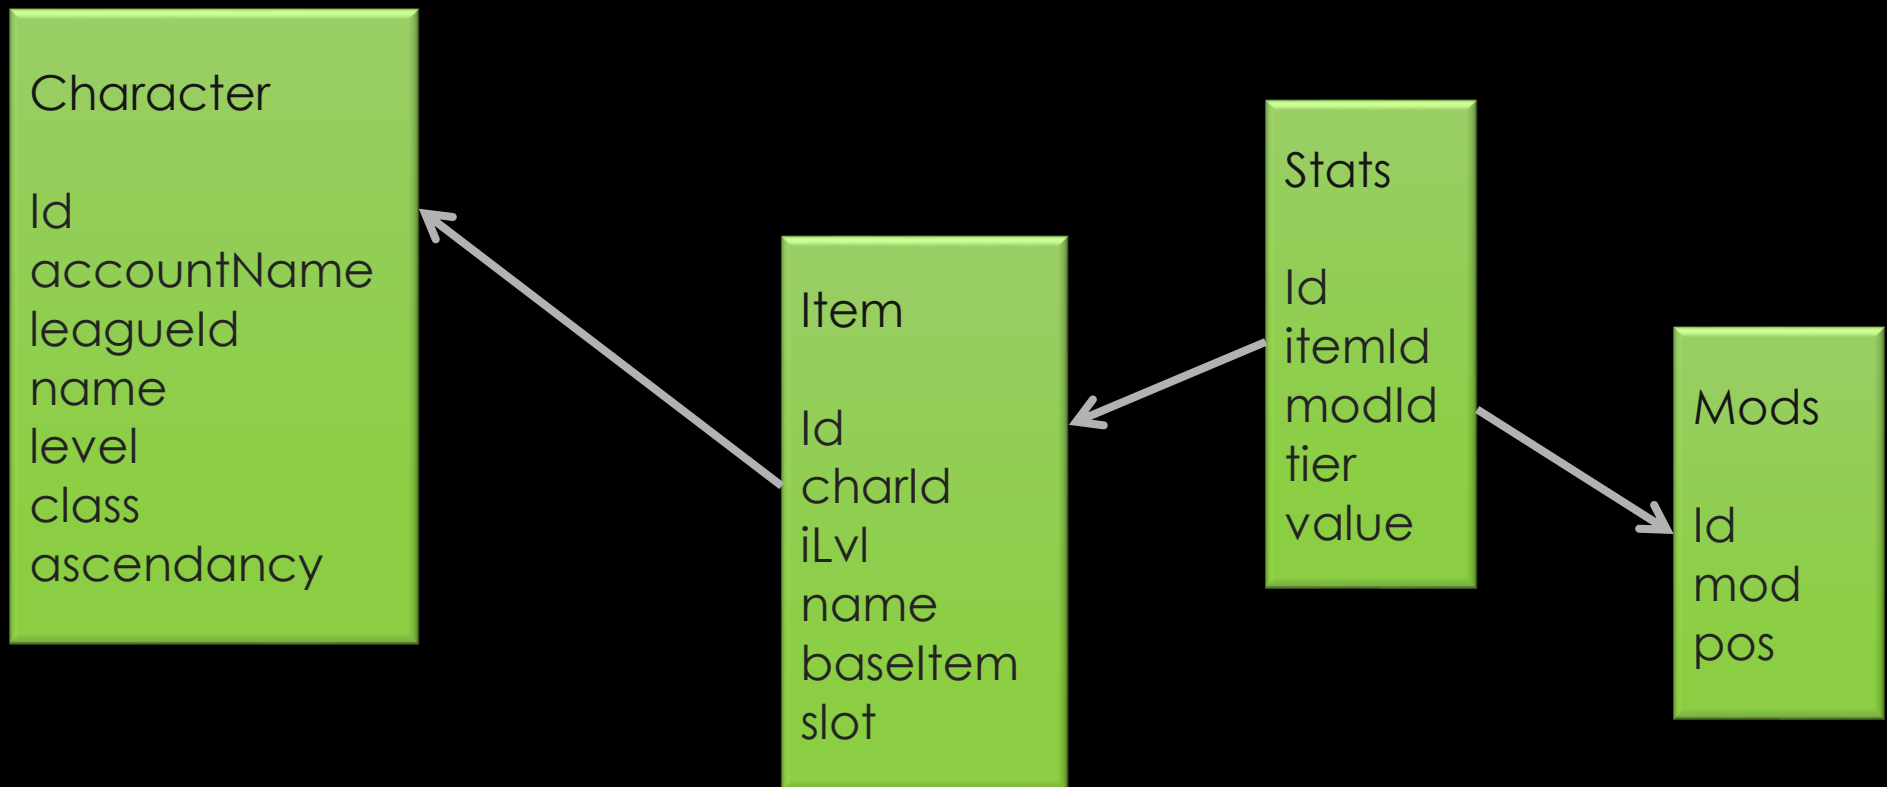 Character
Id
accountName
leagueId
name
level
class
ascendancy
Item
Id
charId
iLvl
name
baseItem
slot
Stats
Id
itemId
modId
tier
value
Mods
Id
mod
pos